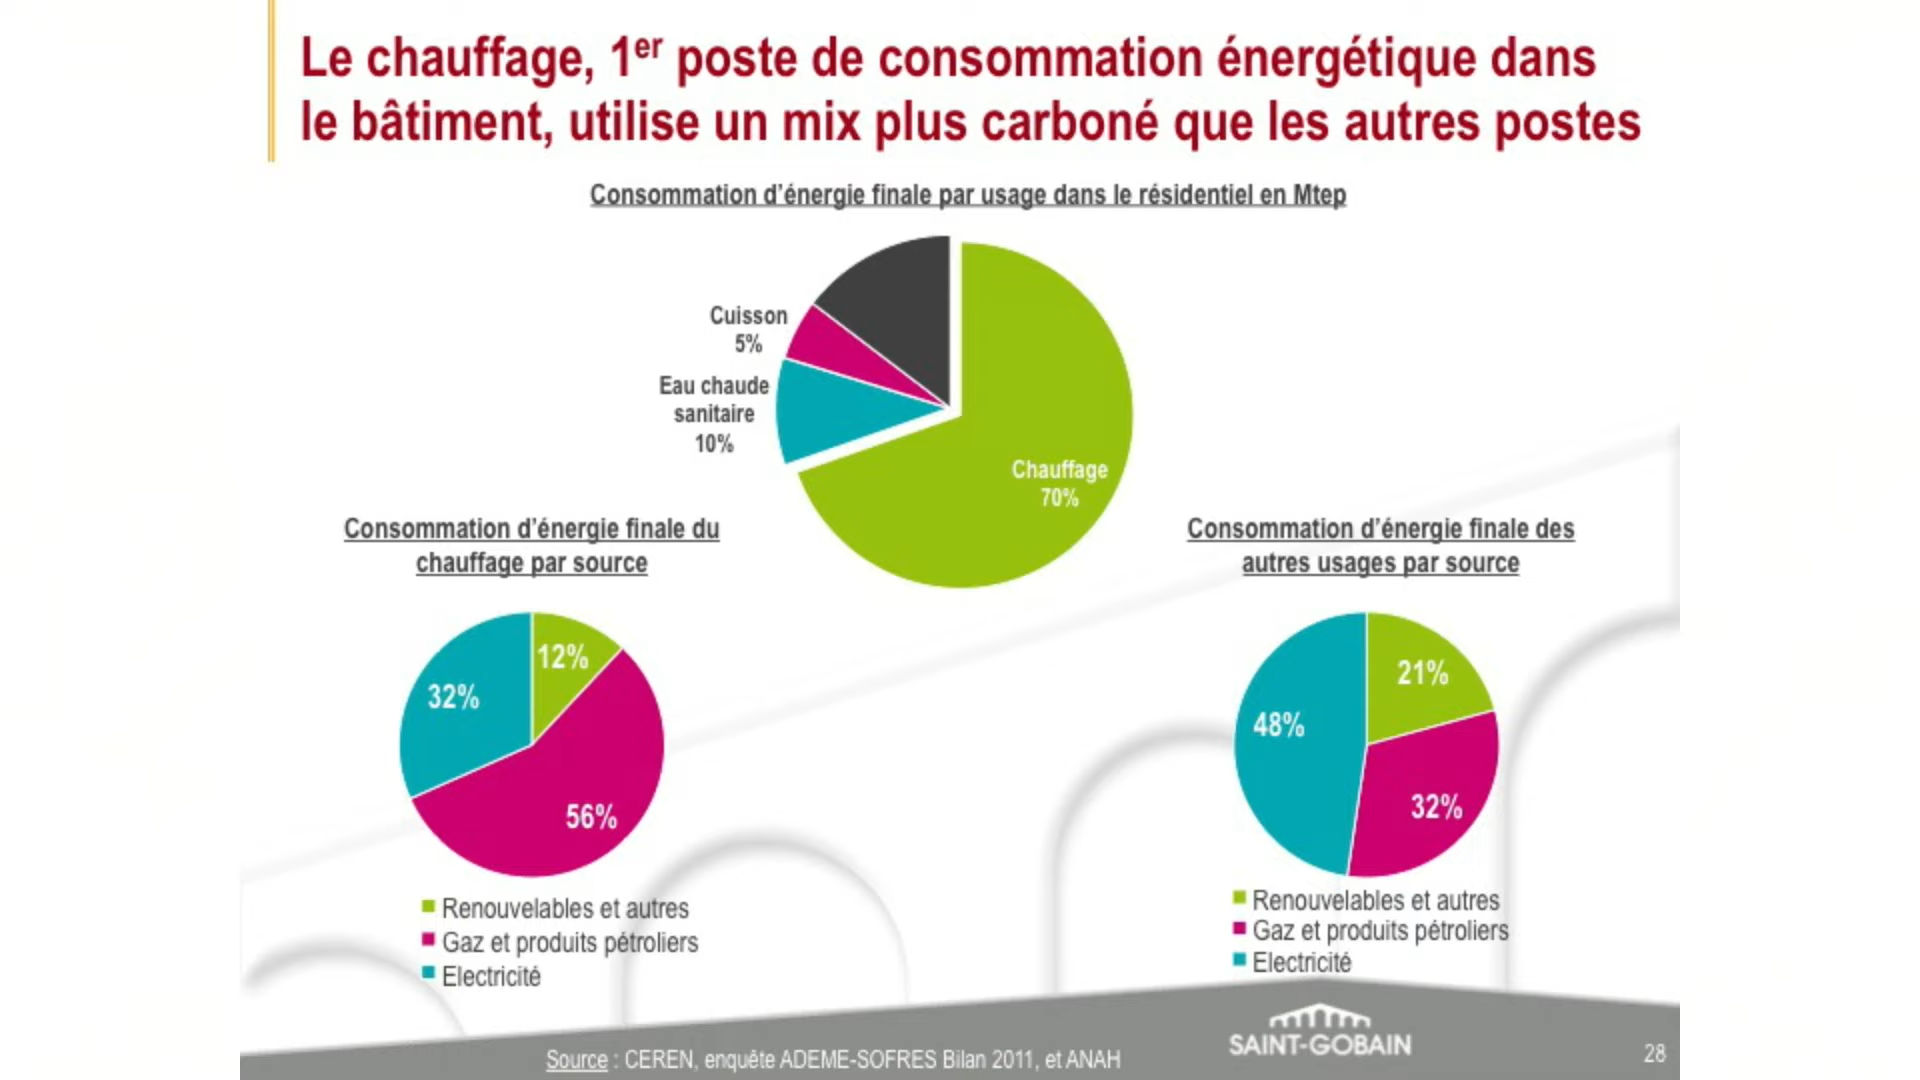 Le chauffage, 1er poste de consommation énergétique dans
le bâtiment, utilise un mix plus carboné que les autres postes
Consommation d'énergie finale par usage dans le résidentiel en Mtep
Cuisson
5%
Eau chaude
sanitaire
10%
Chauffage
70%
Consommation d'énergie finale du
chauffage par source
12%
32%
56%
Renouvelables et autres
Gaz et produits pétroliers
Electricité
Consommation d'énergie finale des
autres usages par source
21%
48%
32%
Renouvelables et autres
Gaz et produits pétroliers
Electricité
Source : CEREN, enquête ADEME-SOFRES Bilan 2011, et ANAH
SAINT-GOBAIN
28